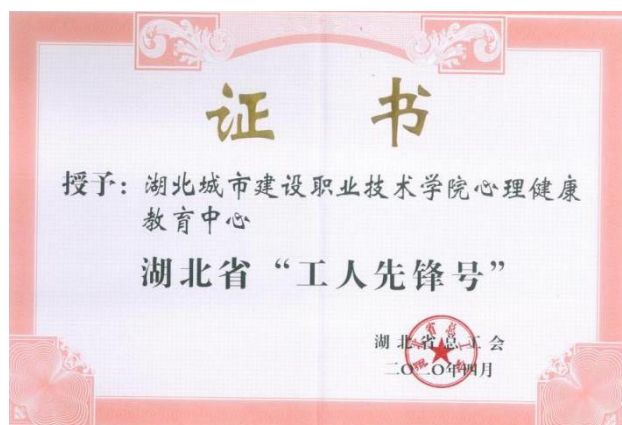 证 书
授予：湖北城市建设职业技术学院心理健康
教育中心
湖北省“工人先锋号”
湖北省总工会
二〇二〇年四月